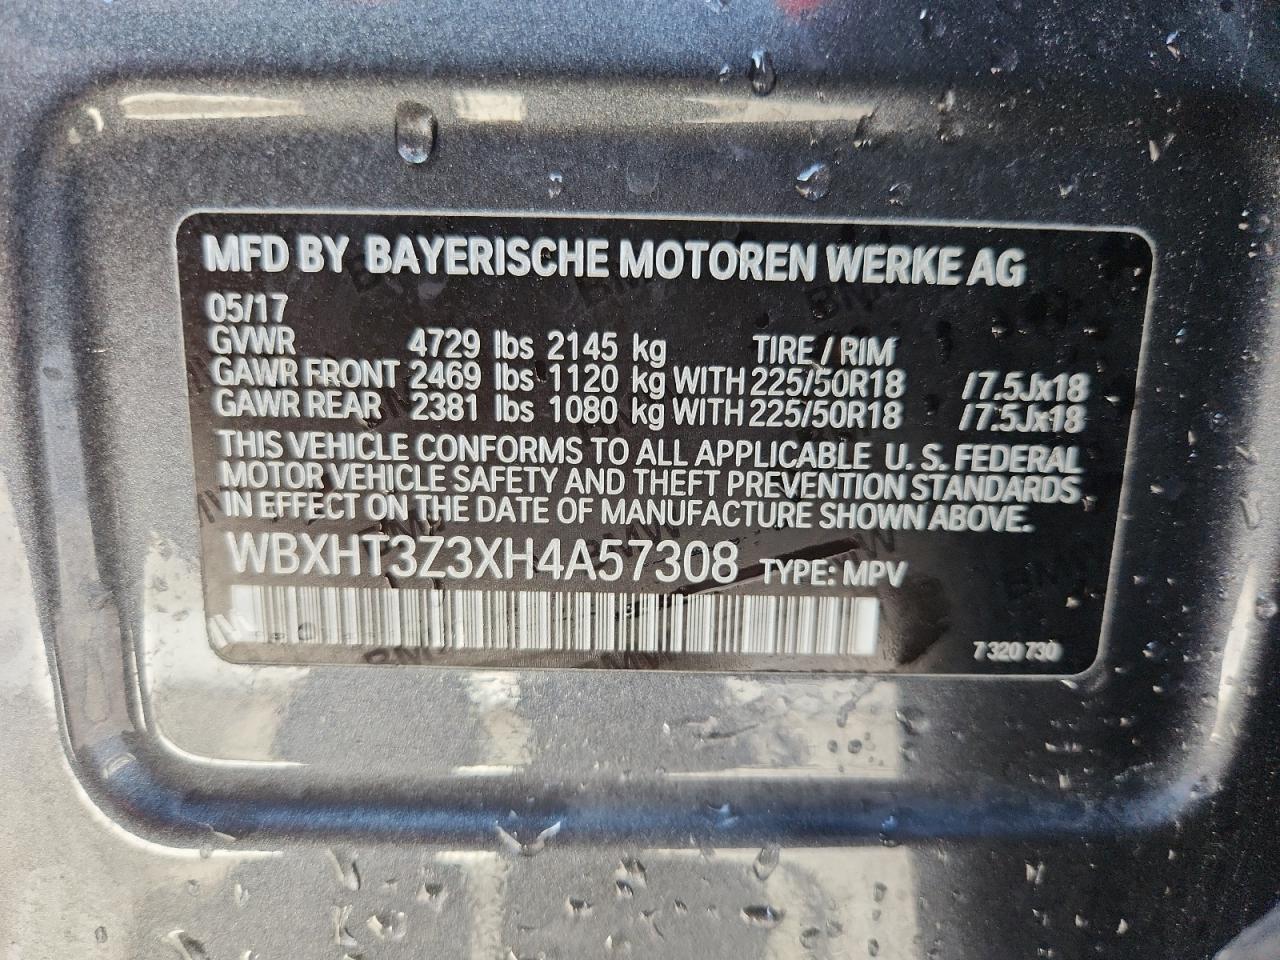 MFD BY BAYERISCHE MOTOREN WERKE AG
05/17
GVWR 4729 lbs 2145 kg TIRE / RIM
GAWR FRONT 2469 lbs 1120 kg WITH 225/50R18 /7.5Jx18
GAWR REAR 2381 lbs 1080 kg WITH 225/50R18 /7.5Jx18
THIS VEHICLE CONFORMS TO ALL APPLICABLE U. S. FEDERAL
MOTOR VEHICLE SAFETY AND THEFT PREVENTION STANDARDS
IN EFFECT ON THE DATE OF MANUFACTURE SHOWN ABOVE.
WBXHT3Z3XH4A57308 TYPE: MPV
7 320 730